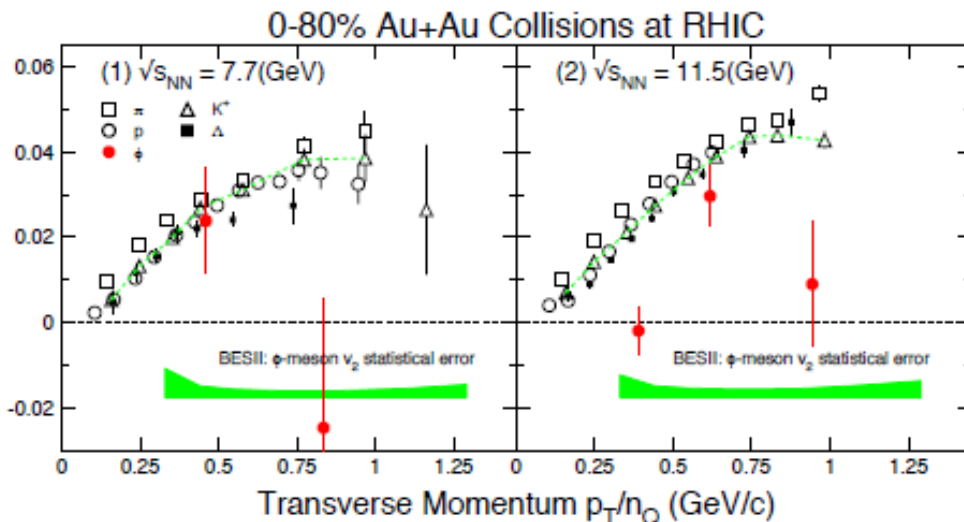 0-80% Au+Au Collisions at RHIC
(1) √sNN = 7.7(GeV)
(2) √sNN = 11.5(GeV)
π K+
p Λ
ϕ
0.06
0.04
0.02
0
-0.02
BESII: ϕ-meson v2 statistical error
BESII: ϕ-meson v2 statistical error
0 0.25 0.5 0.75 1 1.25
0 0.25 0.5 0.75 1 1.25
Transverse Momentum pT/nQ (GeV/c)